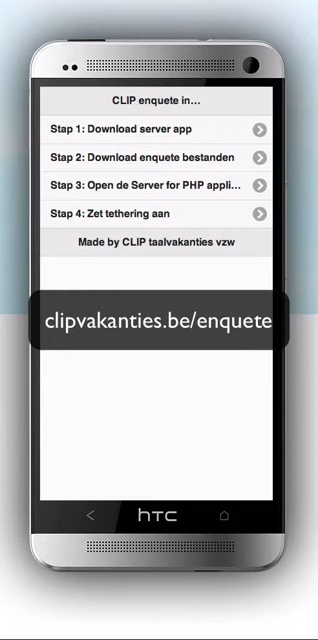 CLIP enquete in...
Stap 1: Download server app
Stap 2: Download enquete bestanden
Stap 3: Open de Server for PHP appli...
Stap 4: Zet tethering aan
Made by CLIP taalvakanties vzw
clipvakanties.be/enquete
hTC